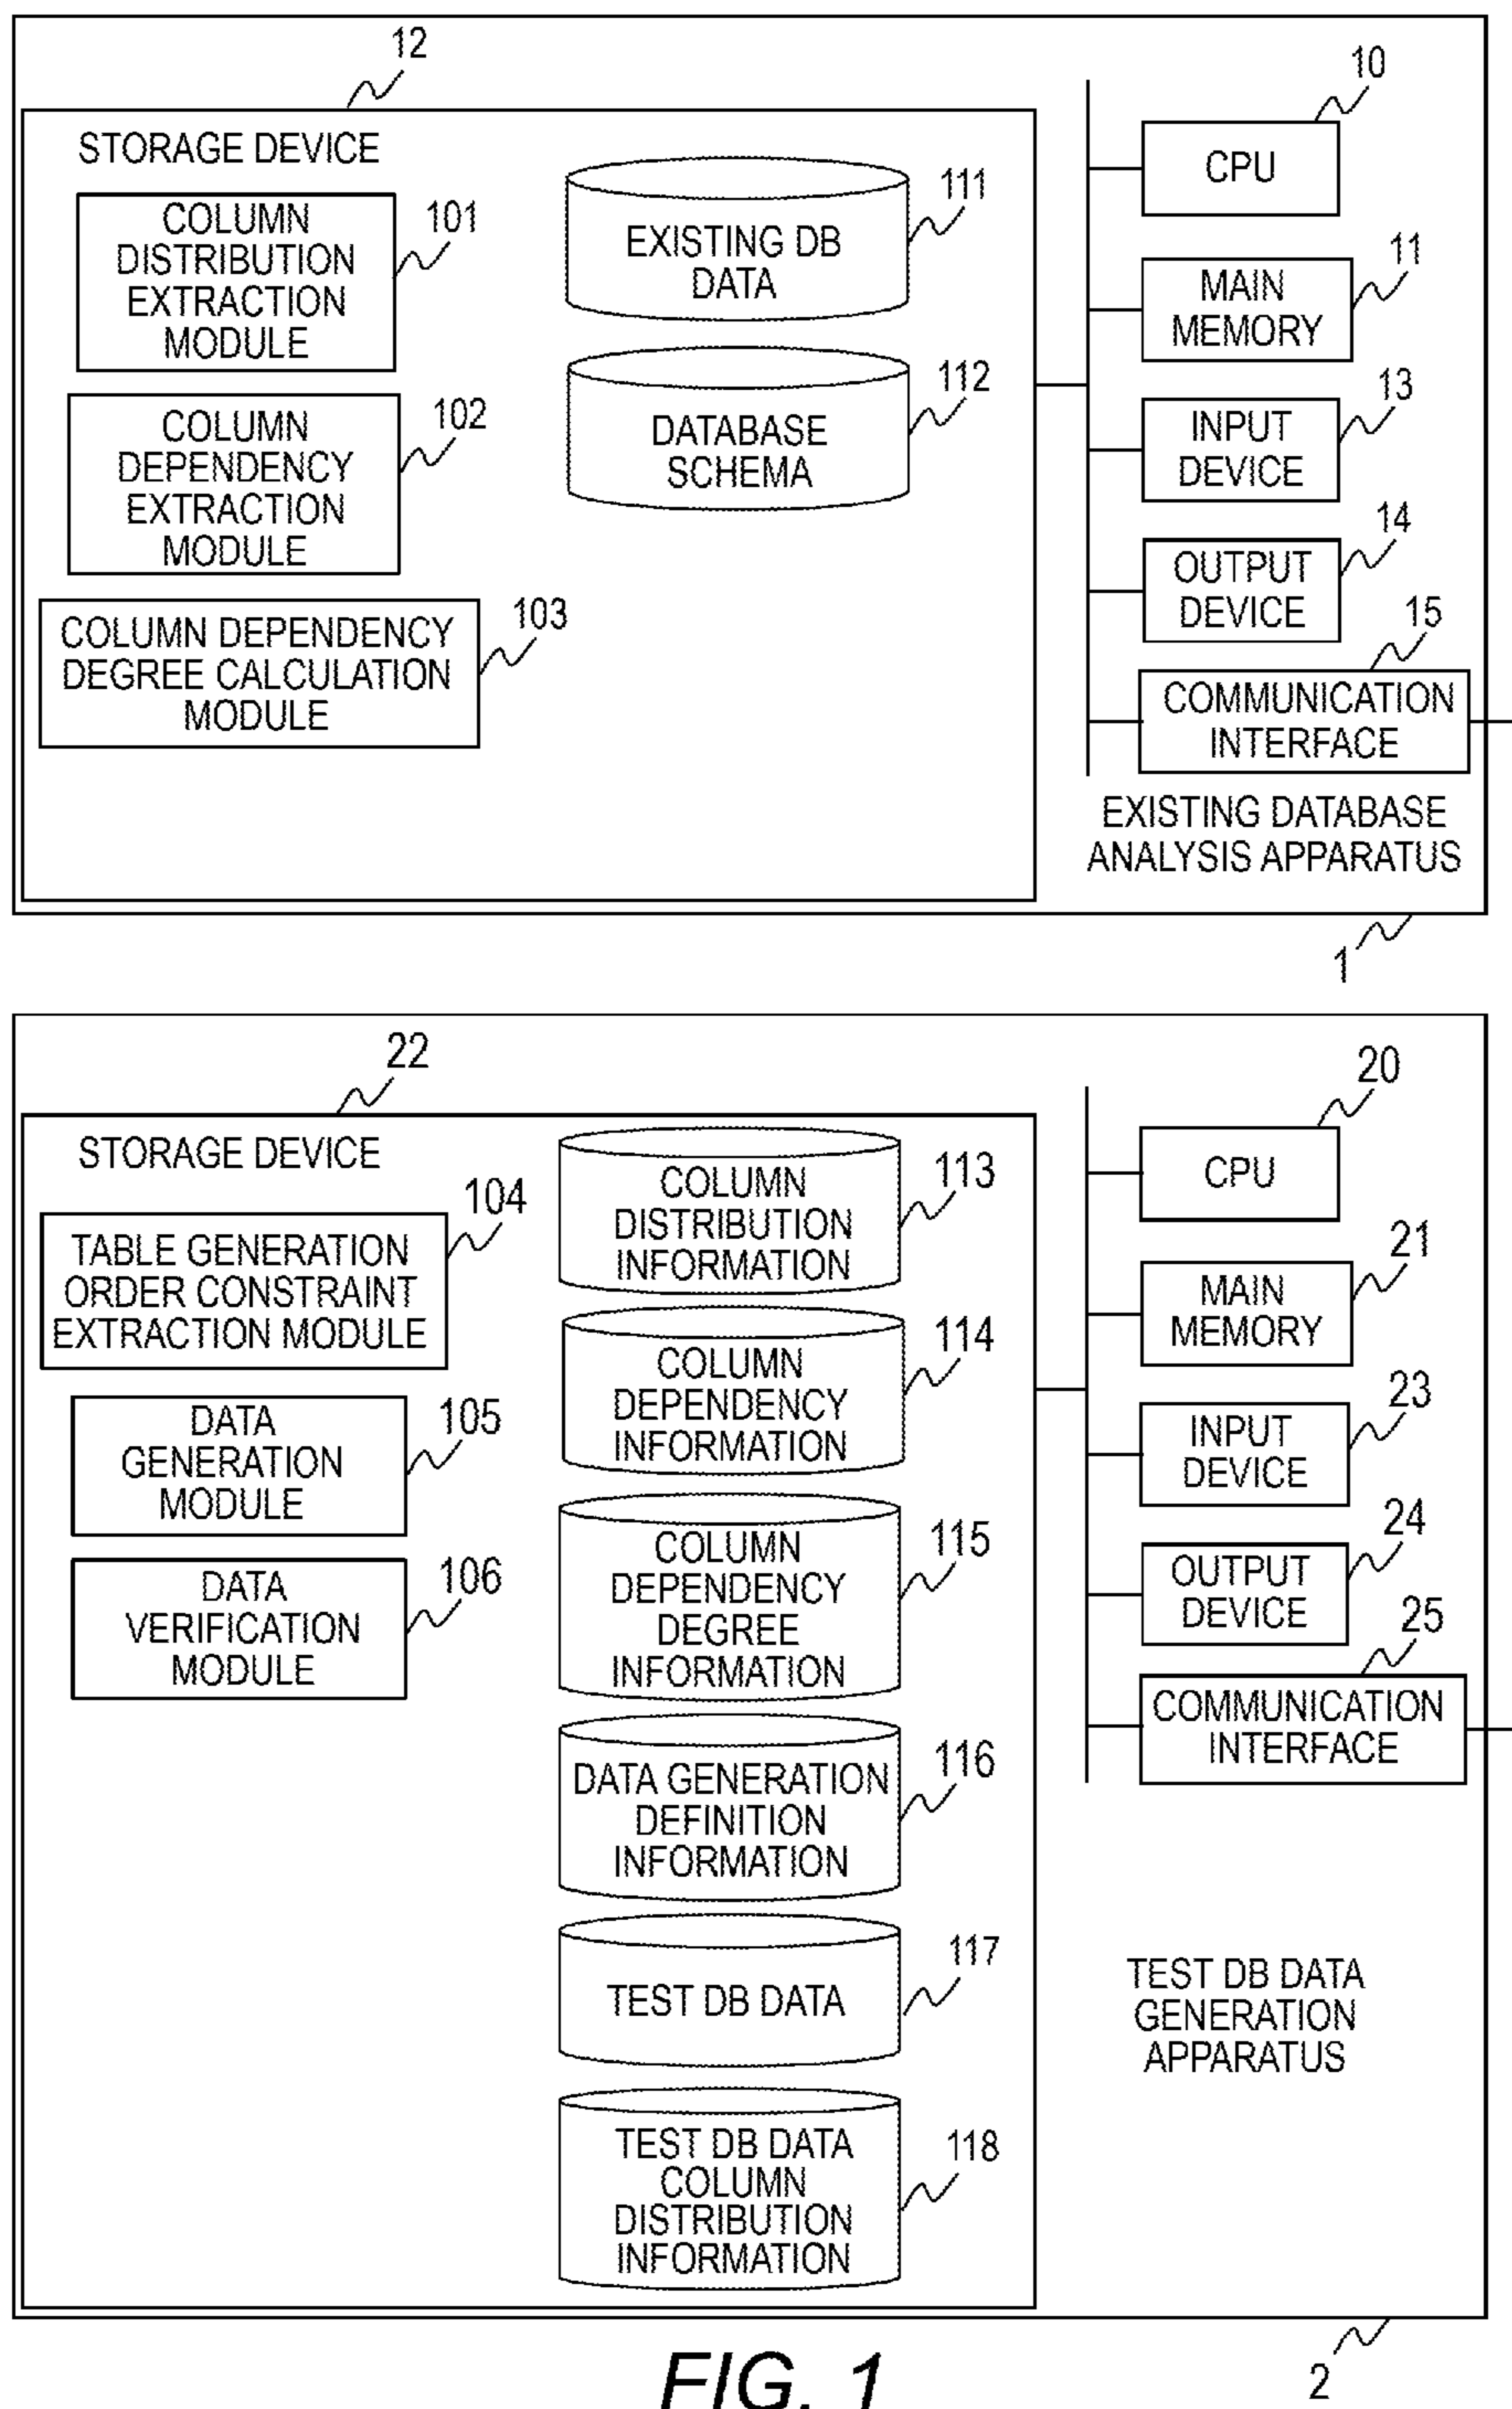 12
STORAGE DEVICE
COLUMN
DISTRIBUTION
EXTRACTION
MODULE
101
COLUMN
DEPENDENCY
EXTRACTION
MODULE
102
COLUMN DEPENDENCY
DEGREE CALCULATION
MODULE
103
EXISTING DB
DATA
111
DATABASE
SCHEMA
112
10
CPU
11
MAIN
MEMORY
13
INPUT
DEVICE
14
OUTPUT
DEVICE
15
COMMUNICATION
INTERFACE
EXISTING DATABASE
ANALYSIS APPARATUS
1
22
STORAGE DEVICE
104
TABLE GENERATION
ORDER CONSTRAINT
EXTRACTION MODULE
DATA
GENERATION
MODULE
105
DATA
VERIFICATION
MODULE
106
COLUMN
DISTRIBUTION
INFORMATION
113
COLUMN
DEPENDENCY
INFORMATION
114
COLUMN
DEPENDENCY
DEGREE
INFORMATION
115
DATA GENERATION
DEFINITION
INFORMATION
116
TEST DB DATA
117
TEST DB DATA
COLUMN
DISTRIBUTION
INFORMATION
118
20
CPU
21
MAIN
MEMORY
23
INPUT
DEVICE
24
OUTPUT
DEVICE
25
COMMUNICATION
INTERFACE
TEST DB DATA
GENERATION
APPARATUS
2
FIG. 1